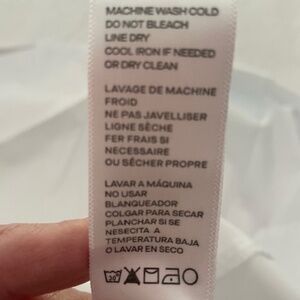 MACHINE WASH COLD
DO NOT BLEACH
LINE DRY
COOL IRON IF NEEDED
OR DRY CLEAN
LAVAGE DE MACHINE
FROID
NE PAS JAVELLISER
LIGNE SÈCHE
FER FRAIS SI
NECESSAIRE
OU SÉCHER PROPRE
LAVAR A MÁQUINA
NO USAR
BLANQUEADOR
COLGAR PARA SECAR
PLANCHAR SI SE
NESECITA A
TEMPERATURA BAJA
O LAVAR EN SECO